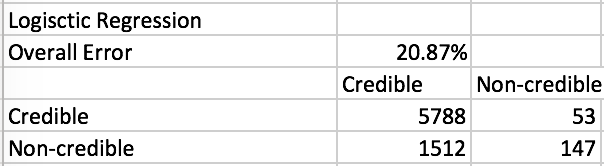 Logisctic Regression
Overall Error 20.87%
Credible Non-credible
Credible 5788 53
Non-credible 1512 147